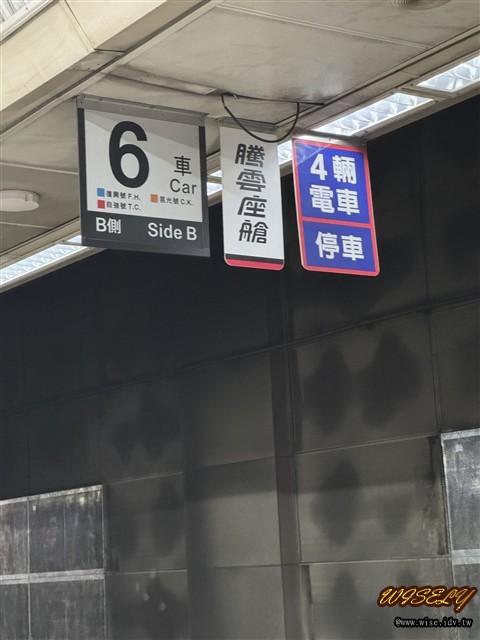 6 車
Car
復興號 F.H. 莒光號 C.K.
自強號 T.C.
B側 Side B
騰雲座艙
4輛
電車
停車
WISELY
@www.wise.idv.tw